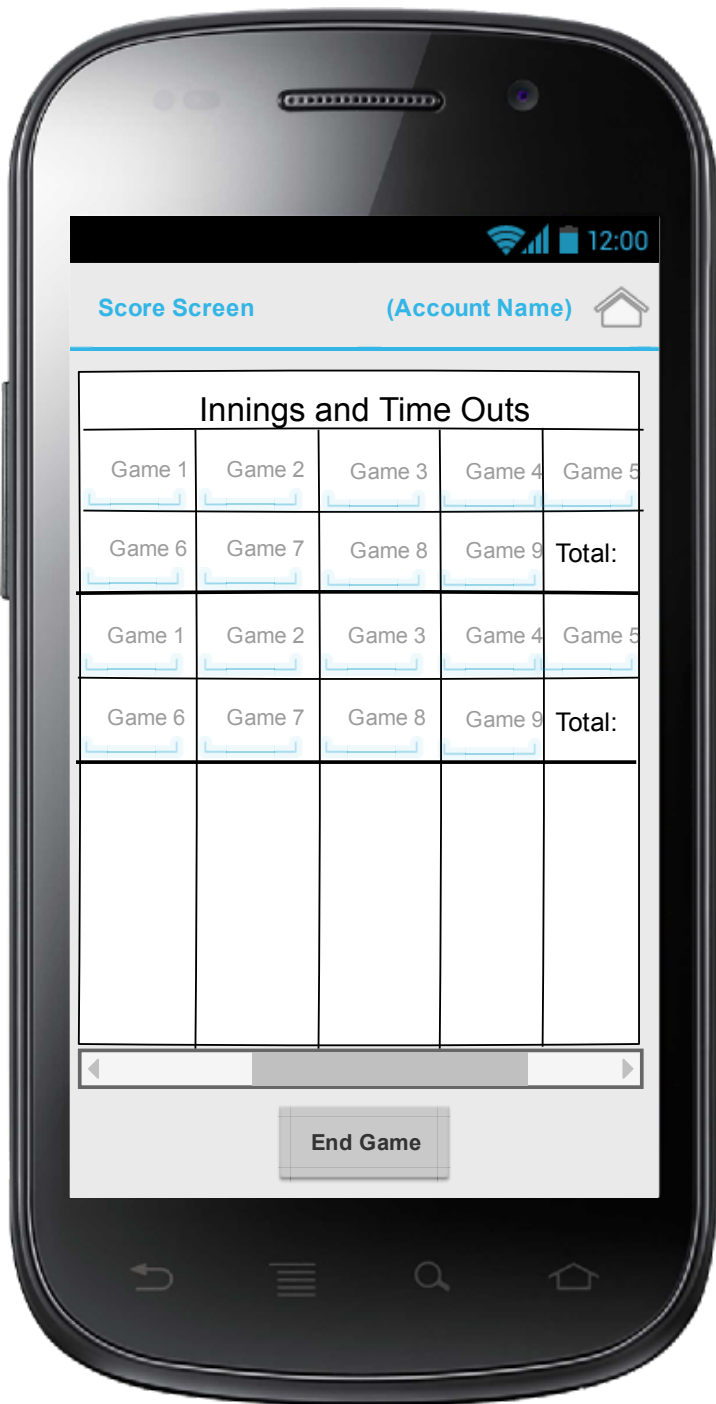 12:00
Score Screen (Account Name)
Innings and Time Outs
Game 1 Game 2 Game 3 Game 4 Game 5
Game 6 Game 7 Game 8 Game 9 Total:
Game 1 Game 2 Game 3 Game 4 Game 5
Game 6 Game 7 Game 8 Game 9 Total:
End Game